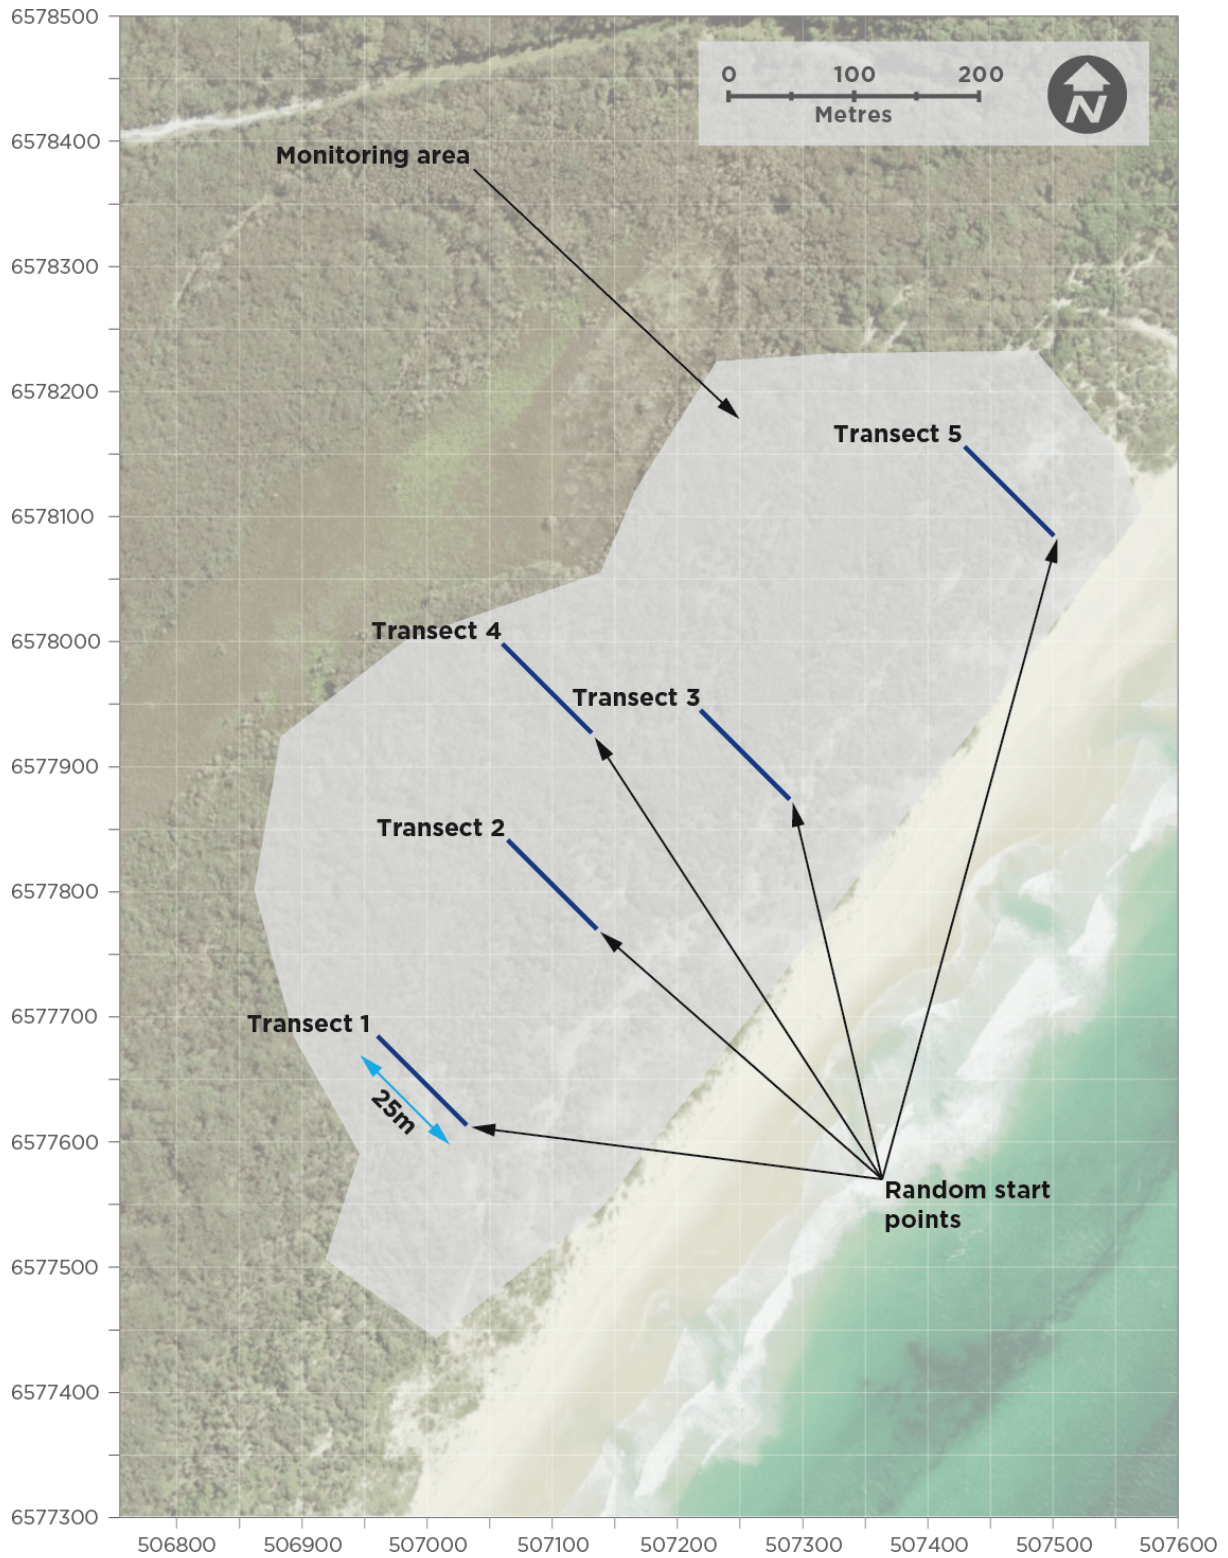 6578500
0 100 200
Metres
N
6578400
Monitoring area
6578300
6578200
Transect 5
6578100
6578000
Transect 4
Transect 3
6577900
Transect 2
6577800
6577700
Transect 1
25m
6577600
Random start
points
6577500
6577400
6577300
506800 506900 507000 507100 507200 507300 507400 507500 507600